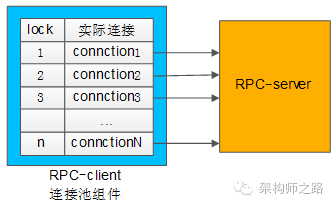 lock 实际连接
1 connction1
2 connction2
3 connction3
...
n connctionN
RPC-client
连接池组件
RPC-server
架构师之路